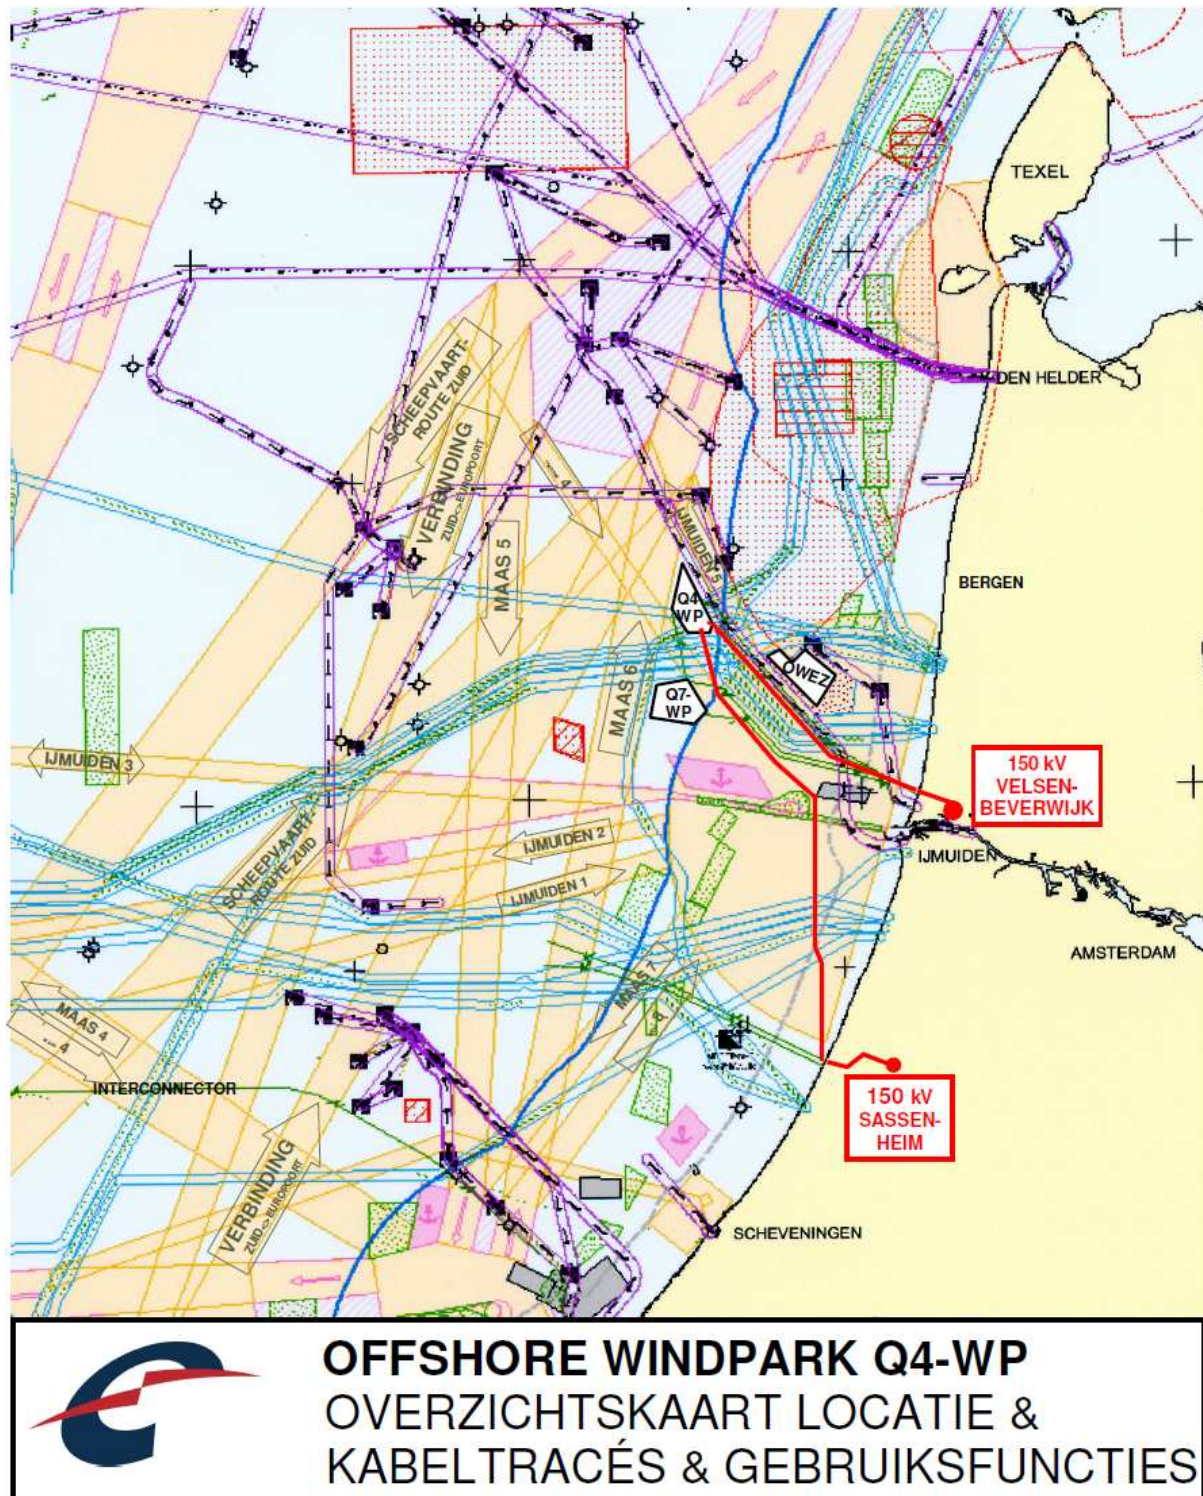 TEXEL
DEN HELDER
SCHEEPVAART-
ROUTE ZUID
VERBINDING
ZUID<>EUROPOORT
... 4
MAAS 5
IJMUIDEN 5
BERGEN
Q4-
WP
OWEZ
Q7-
WP
MAAS 6
IJMUIDEN 3
150 kV
VELSEN-
BEVERWIJK
IJMUIDEN
IJMUIDEN 2
IJMUIDEN 1
SCHEEPVAART-
ROUTE ZUID
AMSTERDAM
MAAS 7
... 8
MAAS 4
... 4
INTERCONNECTOR
150 kV
SASSEN-
HEIM
VERBINDING
ZUID<>EUROPOORT
SCHEVENINGEN
OFFSHORE WINDPARK Q4-WP
OVERZICHTSKAART LOCATIE &
KABELTRACÉS & GEBRUIKSFUNCTIES